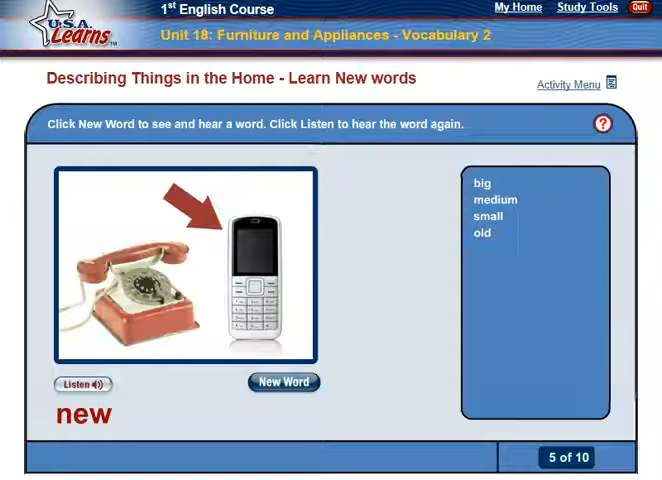 U.S.A.
Learns™
1st English Course
My Home
Study Tools
Quit
Unit 18: Furniture and Appliances - Vocabulary 2
Describing Things in the Home - Learn New words
Activity Menu
Click New Word to see and hear a word. Click Listen to hear the word again.
?
big
medium
small
old
Listen
New Word
new
5 of 10